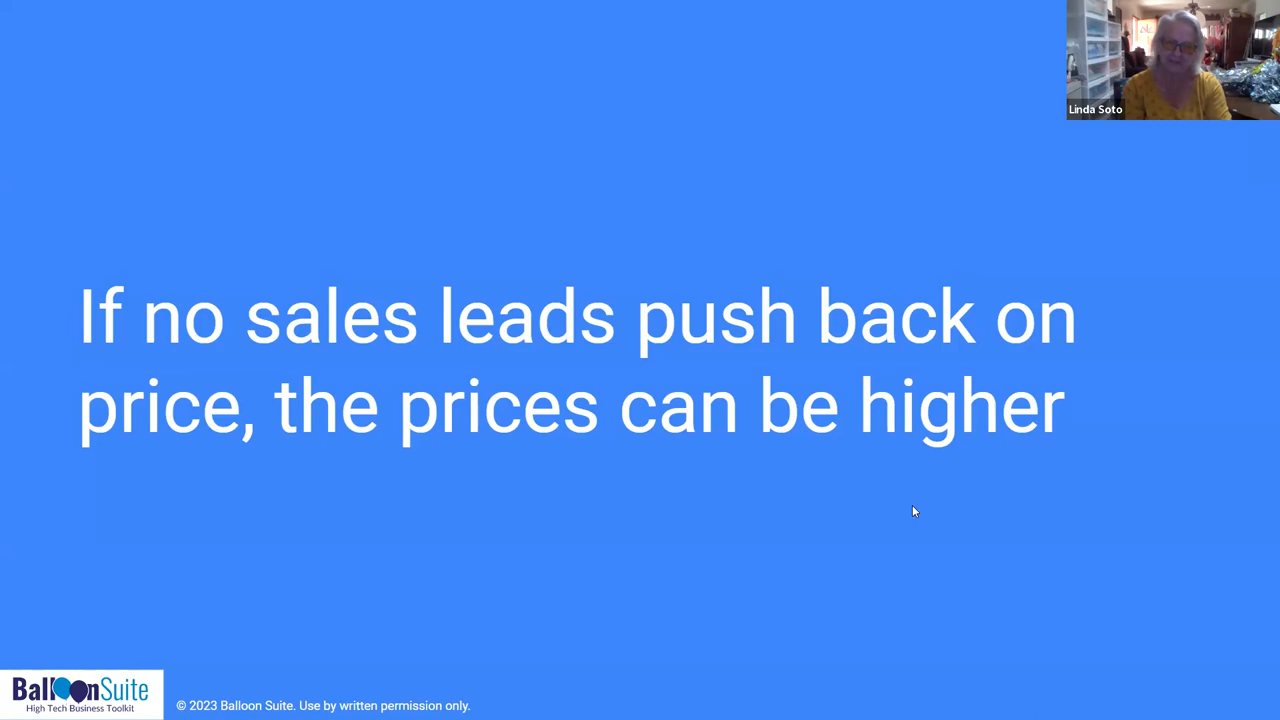 Linda Soto
If no sales leads push back on
price, the prices can be higher
BalloonSuite
High Tech Business Toolkit
© 2023 Balloon Suite. Use by written permission only.